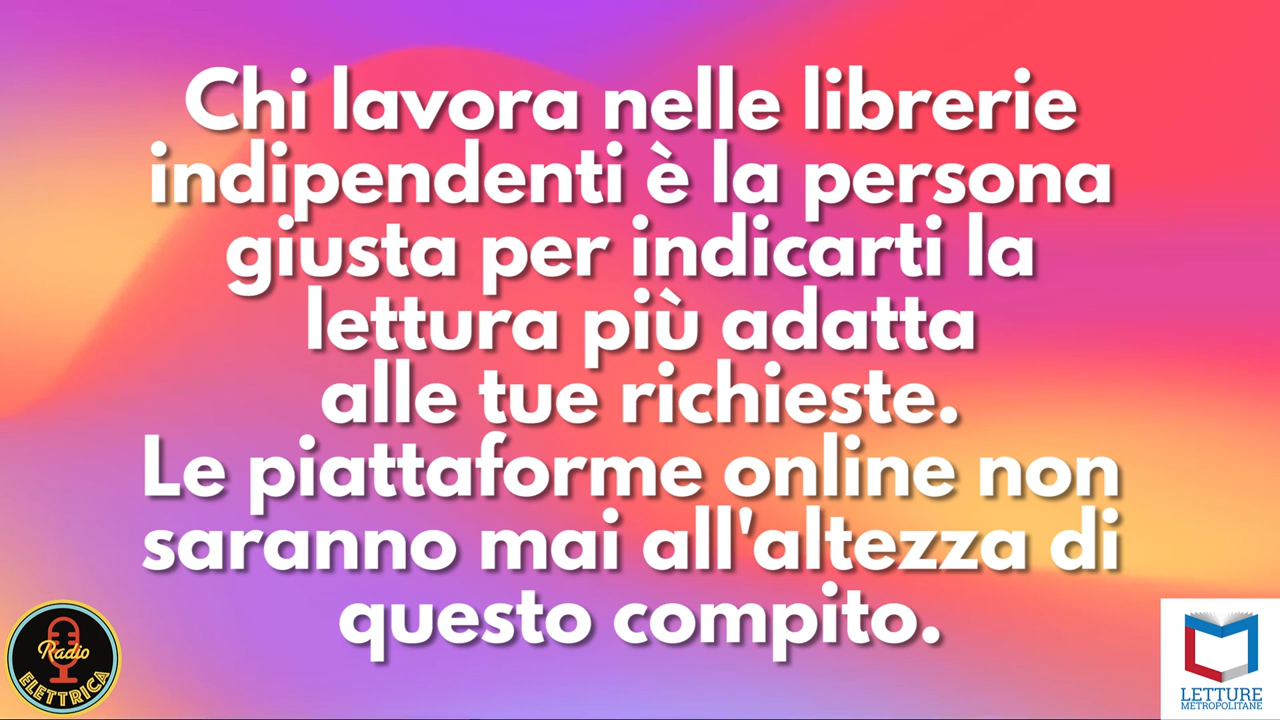 Chi lavora nelle librerie
indipendenti è la persona
giusta per indicarti la
lettura più adatta
alle tue richieste.
Le piattaforme online non
saranno mai all'altezza di
questo compito.
Radio
ELETTRICA
LETTURE
METROPOLITANE